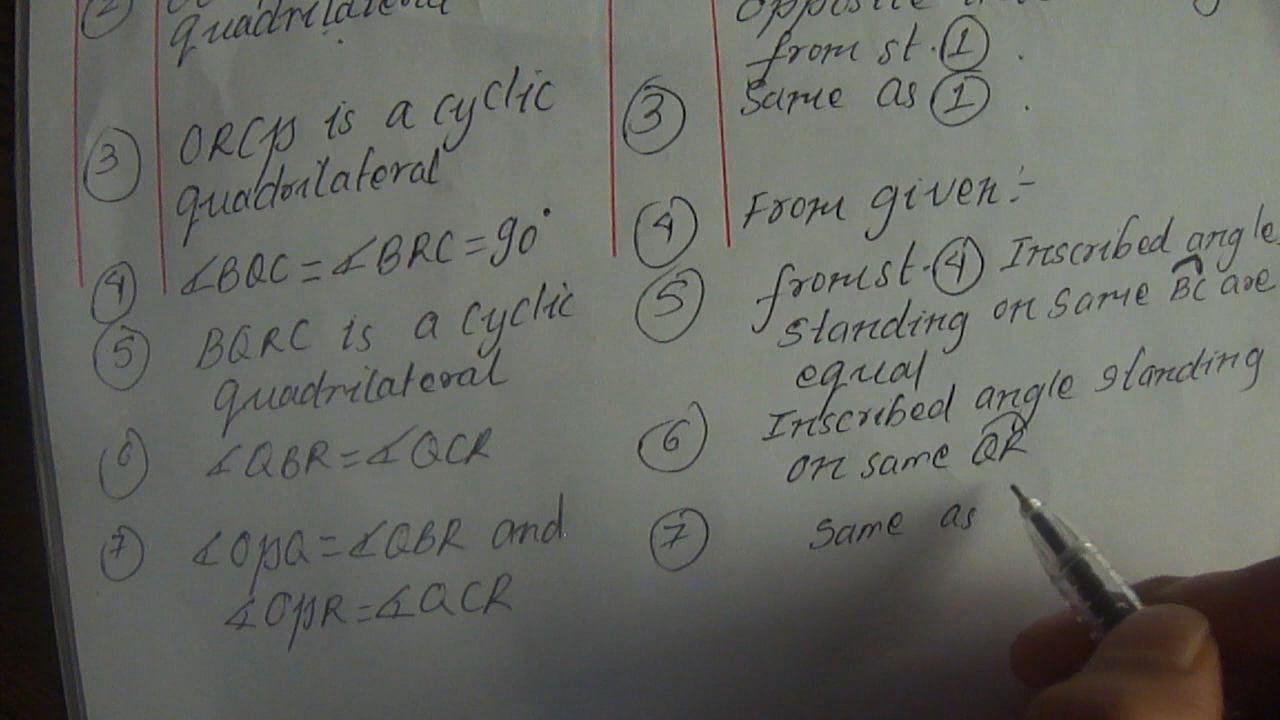 ② quadrilateral
③ ORCP is a cyclic
quadrilateral
④ ∡BQC = ∡BRC = 90°
⑤ BQRC is a cyclic
quadrilateral
⑥ ∡QBR = ∡QCR
⑦ ∡OPQ = ∡QBR and
∡OPR = ∡QCR
opposite
from st. ① .
③ Same as ① .
④ From given :-
⑤ from st. ④ Inscribed angle
standing on same BC are
equal
⑥ Inscribed angle standing
on same QR
⑦ Same as